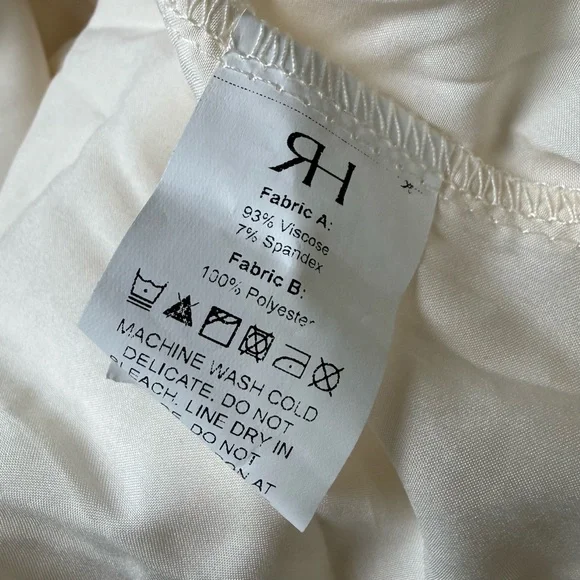 RH
Fabric A:
93% Viscose
7% Spandex
Fabric B:
100% Polyester
MACHINE WASH COLD
DELICATE. DO NOT
BLEACH. LINE DRY IN
DO NOT
AT